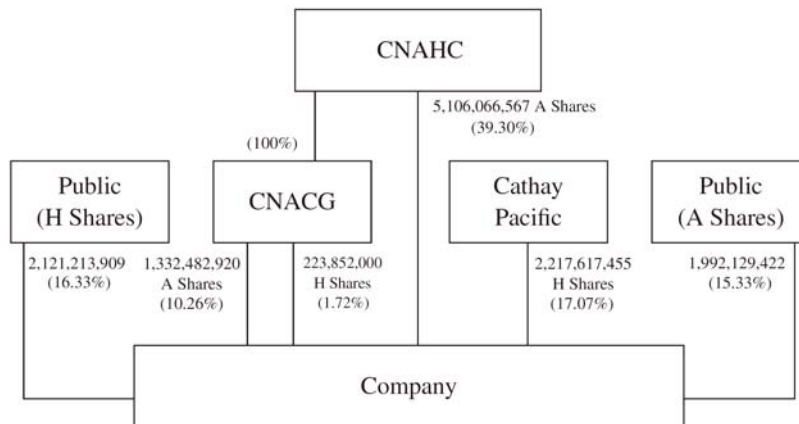 CNAHC
5,106,066,567 A Shares
(39.30%)
(100%)
Public
(H Shares)
CNACG
Cathay
Pacific
Public
(A Shares)
2,121,213,909
(16.33%)
1,332,482,920
A Shares
(10.26%)
223,852,000
H Shares
(1.72%)
2,217,617,455
H Shares
(17.07%)
1,992,129,422
(15.33%)
Company